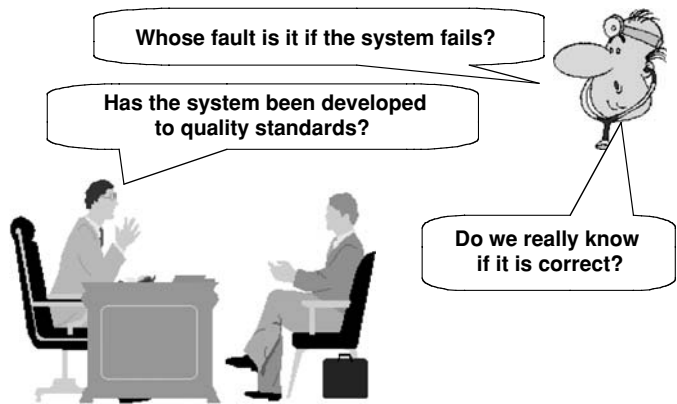 Whose fault is it if the system fails?
Has the system been developed
to quality standards?
Do we really know
if it is correct?